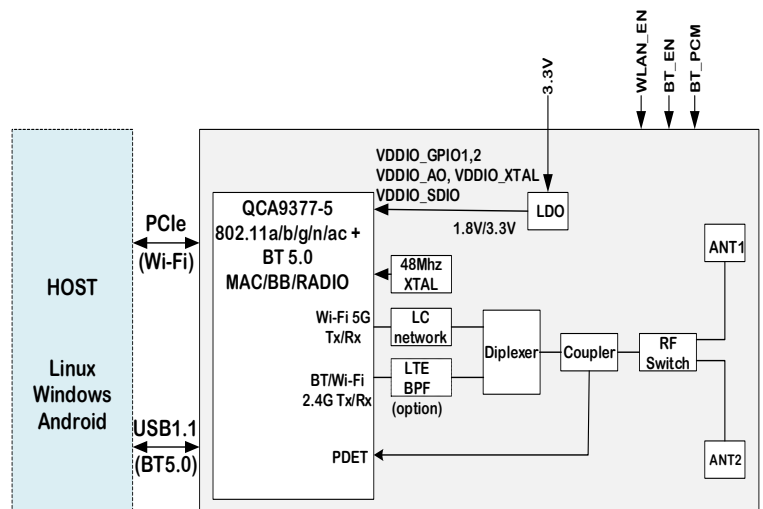 WLAN_EN
BT_EN
BT_PCM
3.3V
VDDIO_GPIO1,2
VDDIO_AO, VDDIO_XTAL
VDDIO_SDIO
LDO
1.8V/3.3V
QCA9377-5
802.11a/b/g/n/ac +
BT 5.0
MAC/BB/RADIO
PCIe
(Wi-Fi)
HOST
Linux
Windows
Android
USB1.1
(BT5.0)
48Mhz
XTAL
Wi-Fi 5G
Tx/Rx
LC
network
BT/Wi-Fi
2.4G Tx/Rx
LTE
BPF
(option)
PDET
Diplexer
Coupler
RF
Switch
ANT1
ANT2